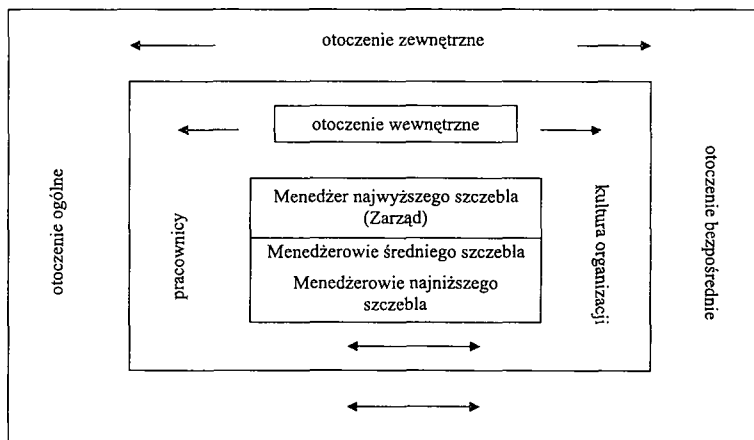 otoczenie zewnętrzne
otoczenie wewnętrzne
otoczenie ogólne
pracownicy
Menedżer najwyższego szczebla
(Zarząd)
Menedżerowie średniego szczebla
Menedżerowie najniższego
szczebla
kultura organizacji
otoczenie bezpośrednie